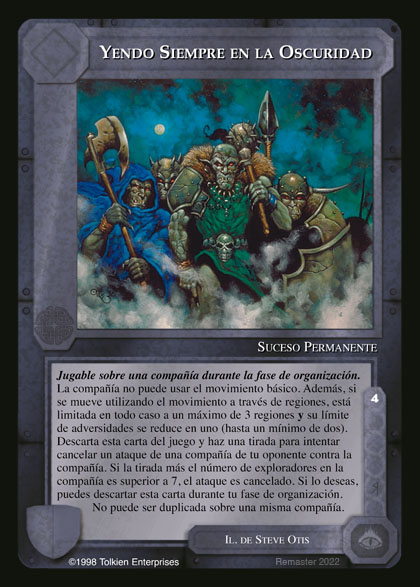 Yendo Siempre en la Oscuridad
Suceso Permanente
Jugable sobre una compañía durante la fase de organización.
La compañía no puede usar el movimiento básico. Además, si
se mueve utilizando el movimiento a través de regiones, está
limitada en todo caso a un máximo de 3 regiones y su límite
de adversidades se reduce en uno (hasta un mínimo de dos).
Descarta esta carta del juego y haz una tirada para intentar
cancelar un ataque de una compañía de tu oponente contra la
compañía. Si la tirada más el número de exploradores en la
compañía es superior a 7, el ataque es cancelado. Si lo deseas,
puedes descartar esta carta durante tu fase de organización.
No puede ser duplicada sobre una misma compañía.
4
Il. de Steve Otis
©1998 Tolkien Enterprises
Remaster 2022